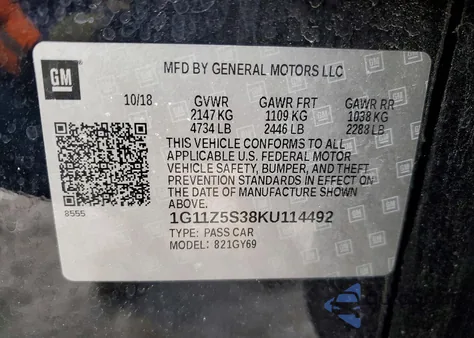 GM
MFD BY GENERAL MOTORS LLC
10/18 GVWR GAWR FRT GAWR RR
2147 KG 1109 KG 1038 KG
4734 LB 2446 LB 2288 LB
THIS VEHICLE CONFORMS TO ALL
APPLICABLE U.S. FEDERAL MOTOR
VEHICLE SAFETY, BUMPER, AND THEFT
PREVENTION STANDARDS IN EFFECT ON
THE DATE OF MANUFACTURE SHOWN
ABOVE.
8555
1G11Z5S38KU114492
TYPE: PASS CAR
MODEL: 821GY69